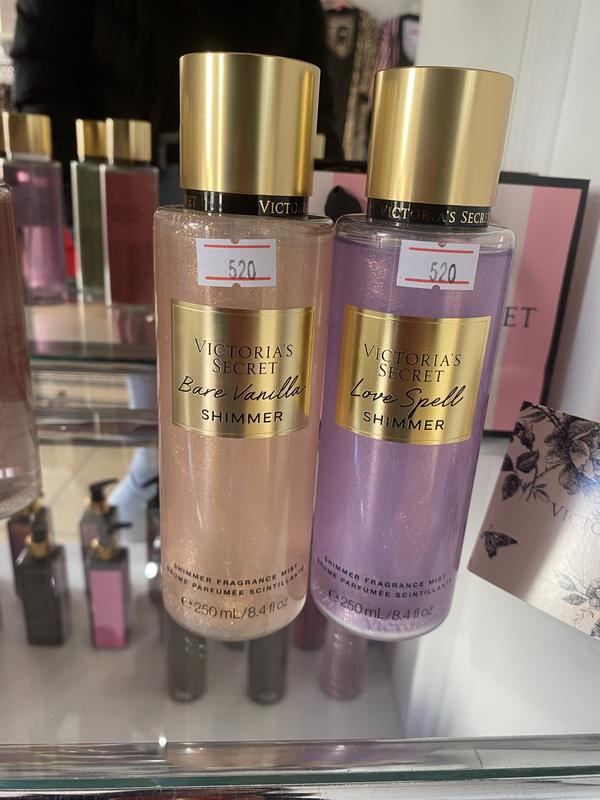 VICTORIA'S SECRET
520
VICTORIA'S
SECRET
Bare Vanilla
SHIMMER
SHIMMER FRAGRANCE MIST
BRUME PARFUMÉE SCINTILLANTE
℮ 250 mL/8.4 fl oz
VICTORIA'S SECRET
520
VICTORIA'S
SECRET
Love Spell
SHIMMER
SHIMMER FRAGRANCE MIST
BRUME PARFUMÉE SCINTILLANTE
℮ 250 mL/8.4 fl oz
ET
VICTO